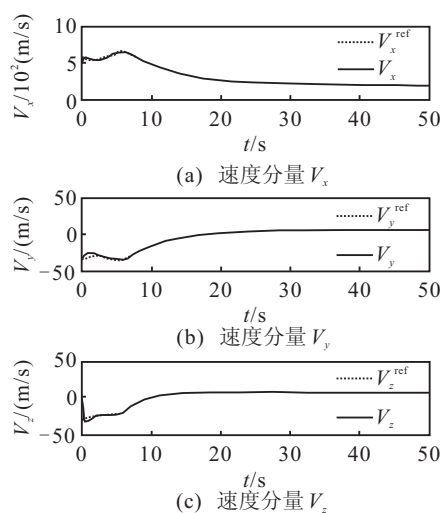 10
V_x^ref
V_x
5
0
V_x/10²(m/s)
0 10 20 30 40 50
t/s
(a) 速度分量 V_x
50
V_y^ref
0
V_y
−50
V_y/(m/s)
0 10 20 30 40 50
t/s
(b) 速度分量 V_y
50
V_z^ref
0
V_z
−50
V_z/(m/s)
0 10 20 30 40 50
t/s
(c) 速度分量 V_z